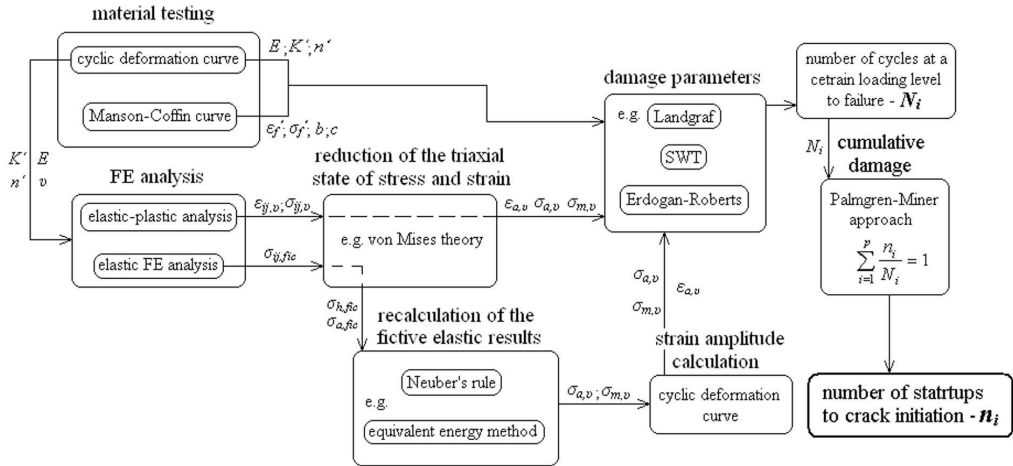 material testing
cyclic deformation curve
Manson-Coffin curve
E ; K'; n'
εf'; σf'; b ; c
K' E
n' υ
FE analysis
elastic-plastic analysis
elastic FE analysis
εij,υ; σij,υ
σij,fic
reduction of the triaxial
state of stress and strain
e.g. von Mises theory
εa,υ σa,υ σm,υ
σh,fic
σa,fic
recalculation of the
fictive elastic results
Neuber's rule
e.g.
equivalent energy method
σa,υ ; σm,υ
strain amplitude
calculation
cyclic deformation
curve
σa,υ εa,υ
σm,υ
damage parameters
e.g. Landgraf
SWT
Erdogan-Roberts
number of cycles at a
cetrain loading level
to failure - Ni
Ni
cumulative
damage
Palmgren-Miner
approach
∑ i=1 p ni/Ni = 1
number of statrtups
to crack initiation - ni